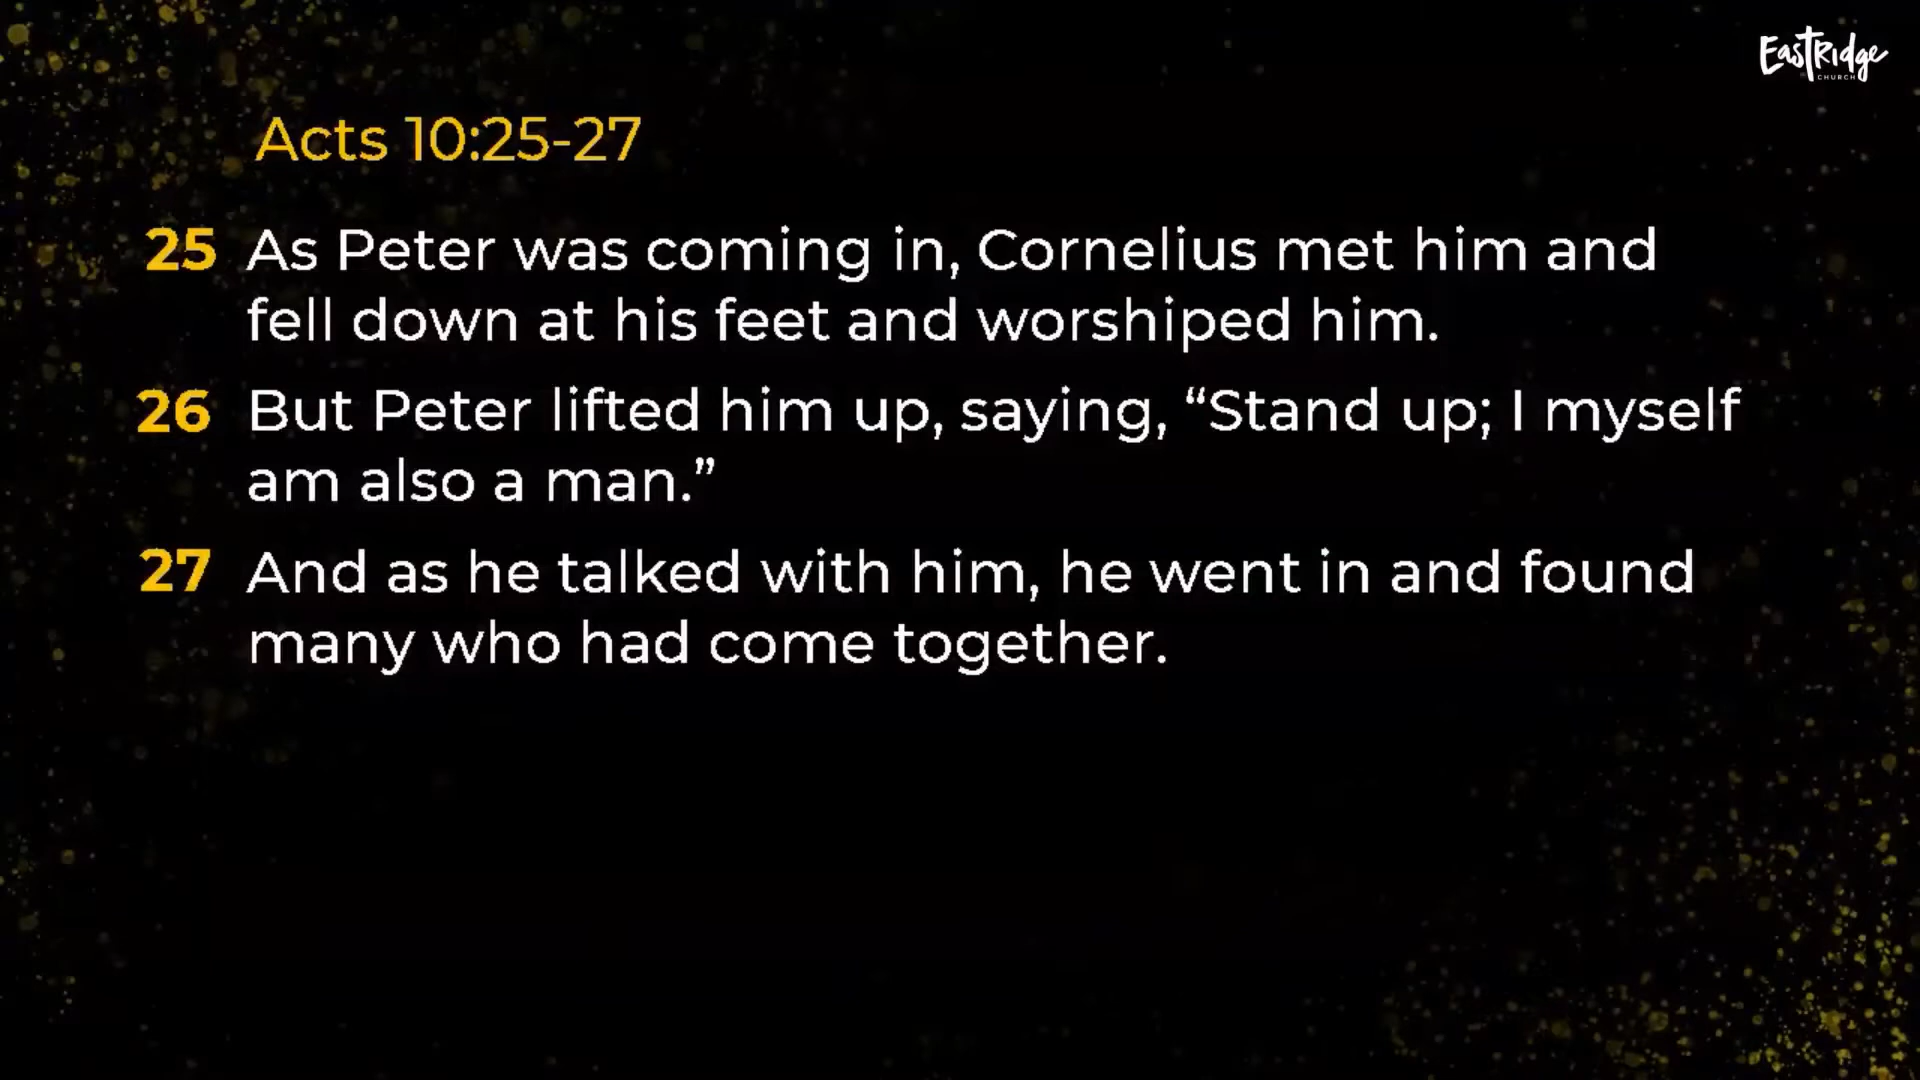 EastRidge
CHURCH
Acts 10:25-27
25 As Peter was coming in, Cornelius met him and
fell down at his feet and worshiped him.
26 But Peter lifted him up, saying, “Stand up; I myself
am also a man.”
27 And as he talked with him, he went in and found
many who had come together.